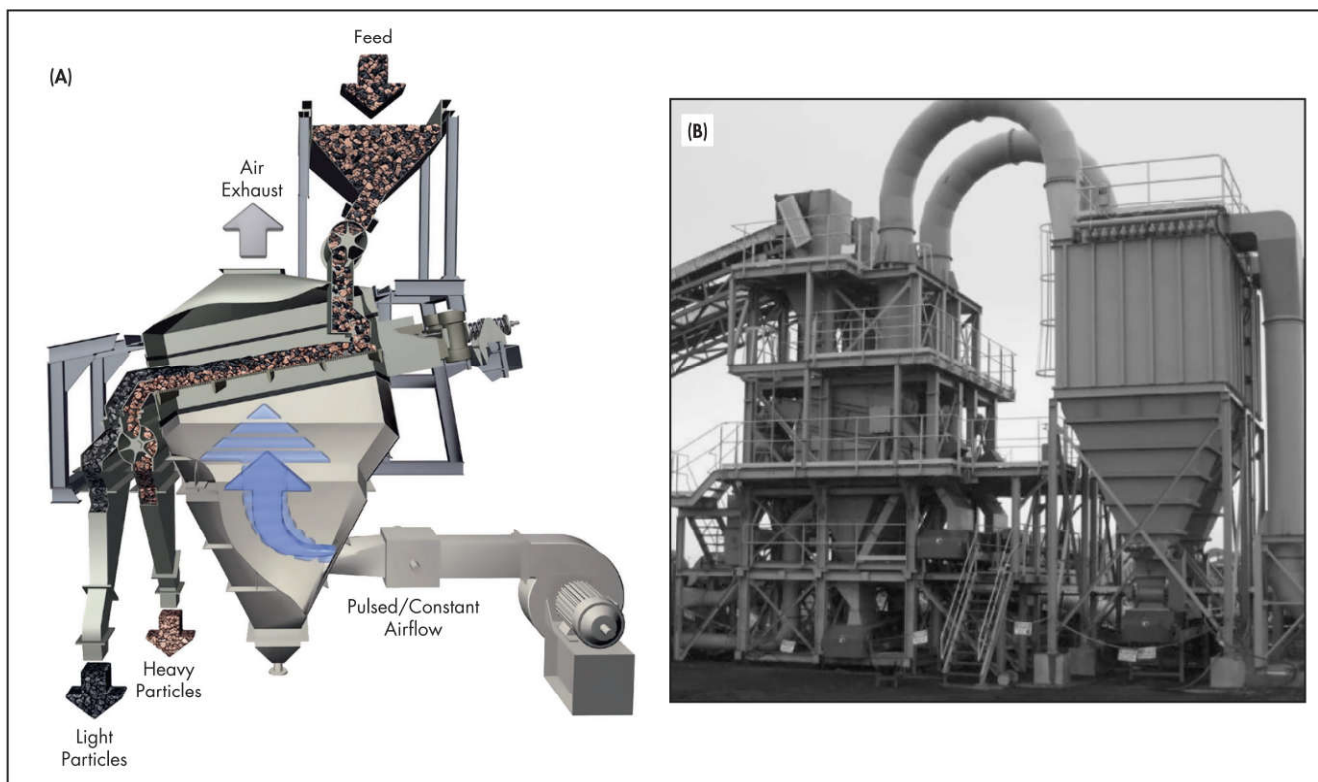 (A)
Feed
Air
Exhaust
Pulsed/Constant
Airflow
Heavy
Particles
Light
Particles
(B)